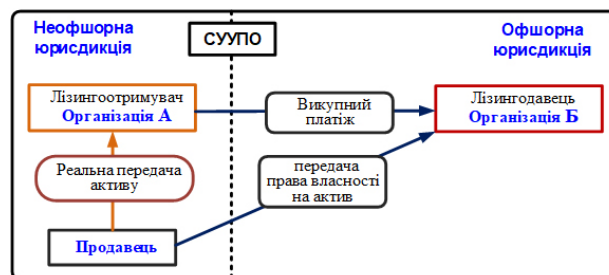 Неофшорна
юрисдикція
СУУПО
Офшорна
юрисдикція
Лізингоотримувач
Організація А
Викупний
платіж
Лізингодавець
Організація Б
Реальна передача
активу
передача
права власності
на актив
Продавець